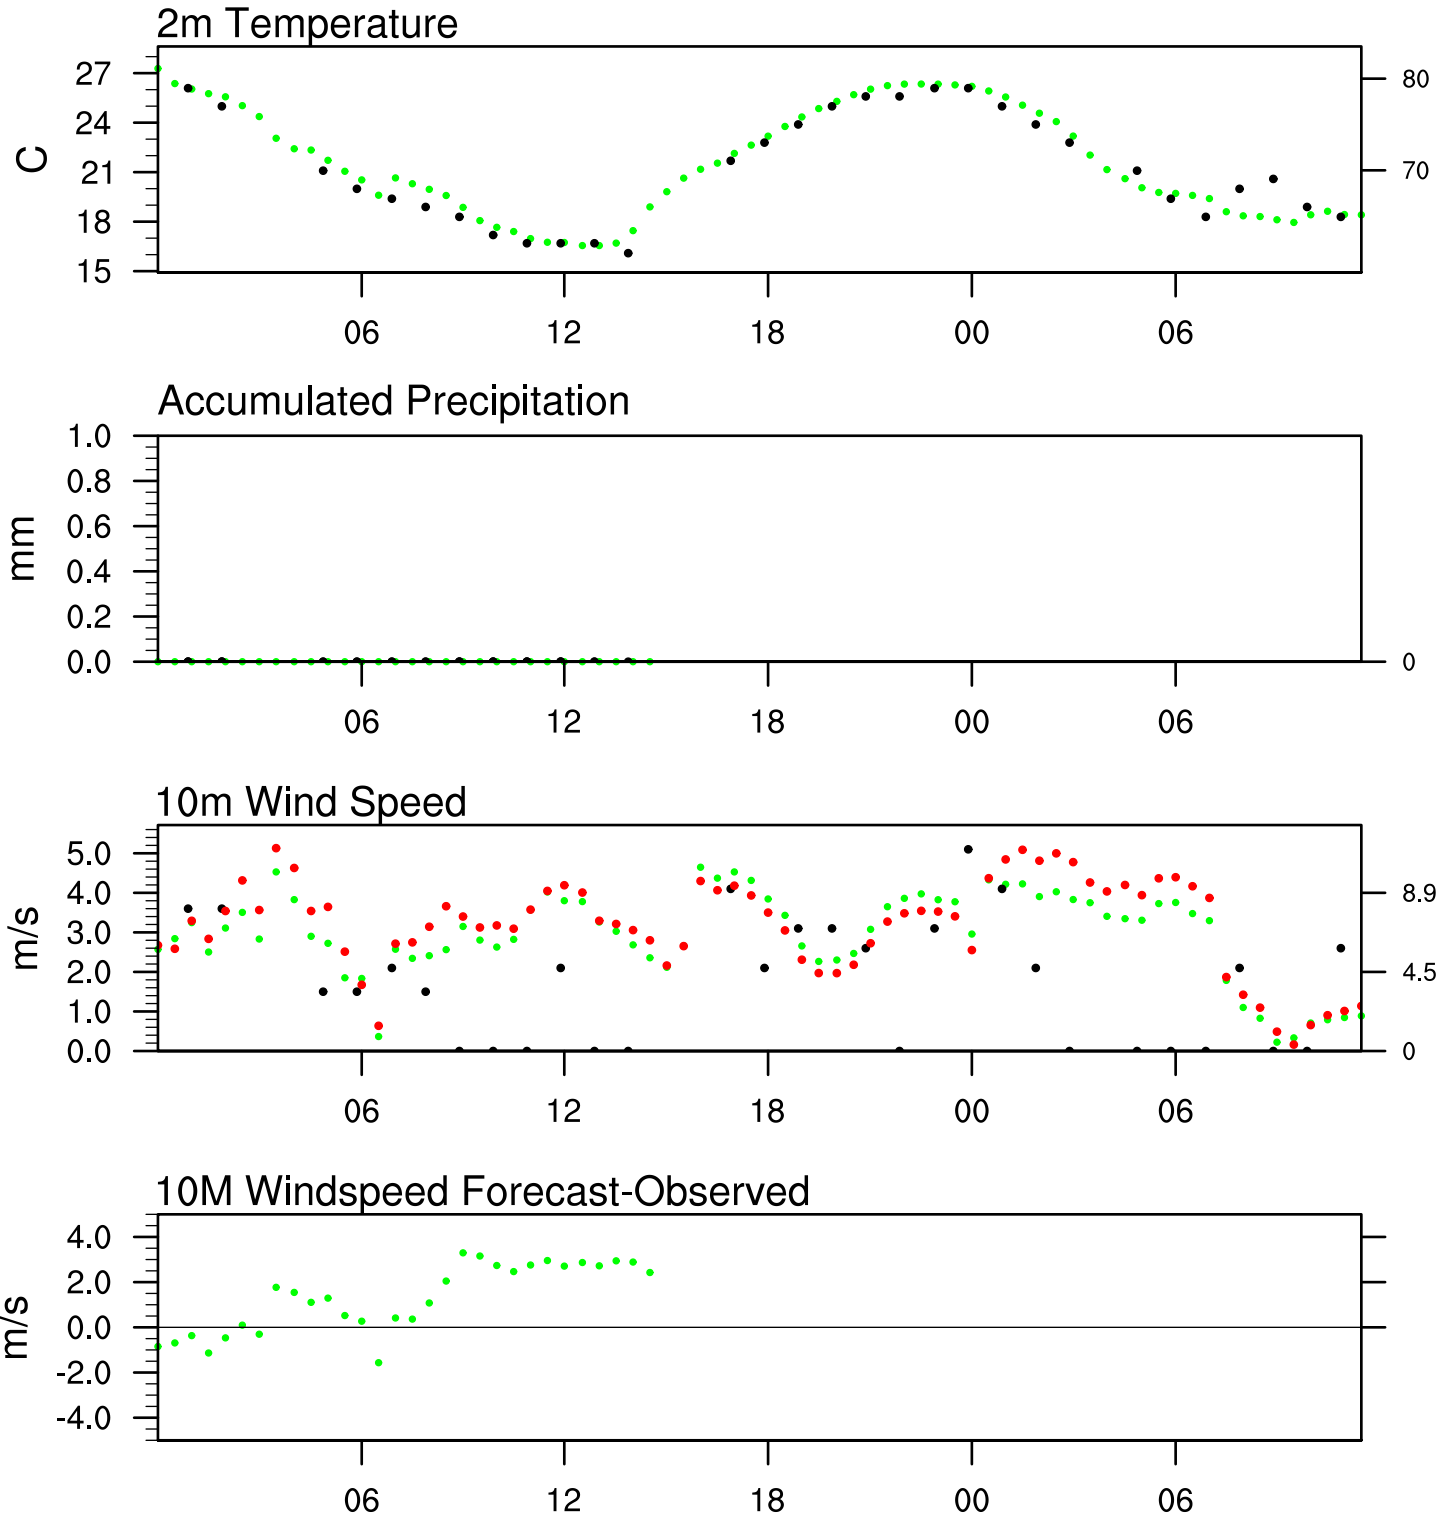 2m Temperature
C
27
24
21
18
15
80
70
06 12 18 00 06
Accumulated Precipitation
mm
1.0
0.8
0.6
0.4
0.2
0.0
0
06 12 18 00 06
10m Wind Speed
m/s
5.0
4.0
3.0
2.0
1.0
0.0
8.9
4.5
0
06 12 18 00 06
10M Windspeed Forecast-Observed
m/s
4.0
2.0
0.0
-2.0
-4.0
06 12 18 00 06